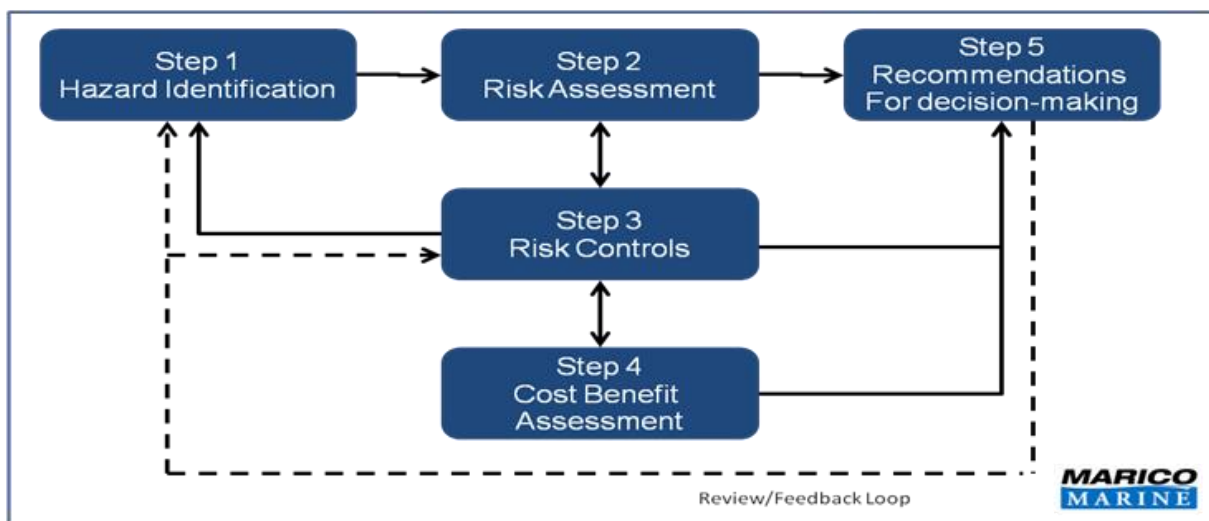 Step 1
Hazard Identification
Step 2
Risk Assessment
Step 5
Recommendations
For decision-making
Step 3
Risk Controls
Step 4
Cost Benefit
Assessment
Review/Feedback Loop
MARICO
MARINE